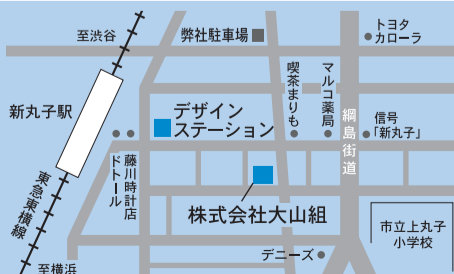 至渋谷
弊社駐車場
トヨタ
カローラ
新丸子駅
デザイン
ステーション
喫茶まりも
マルコ薬局
綱島街道
信号
「新丸子」
ドトール
藤川時計店
東急東横線
株式会社大山組
市立上丸子
小学校
デニーズ
至横浜